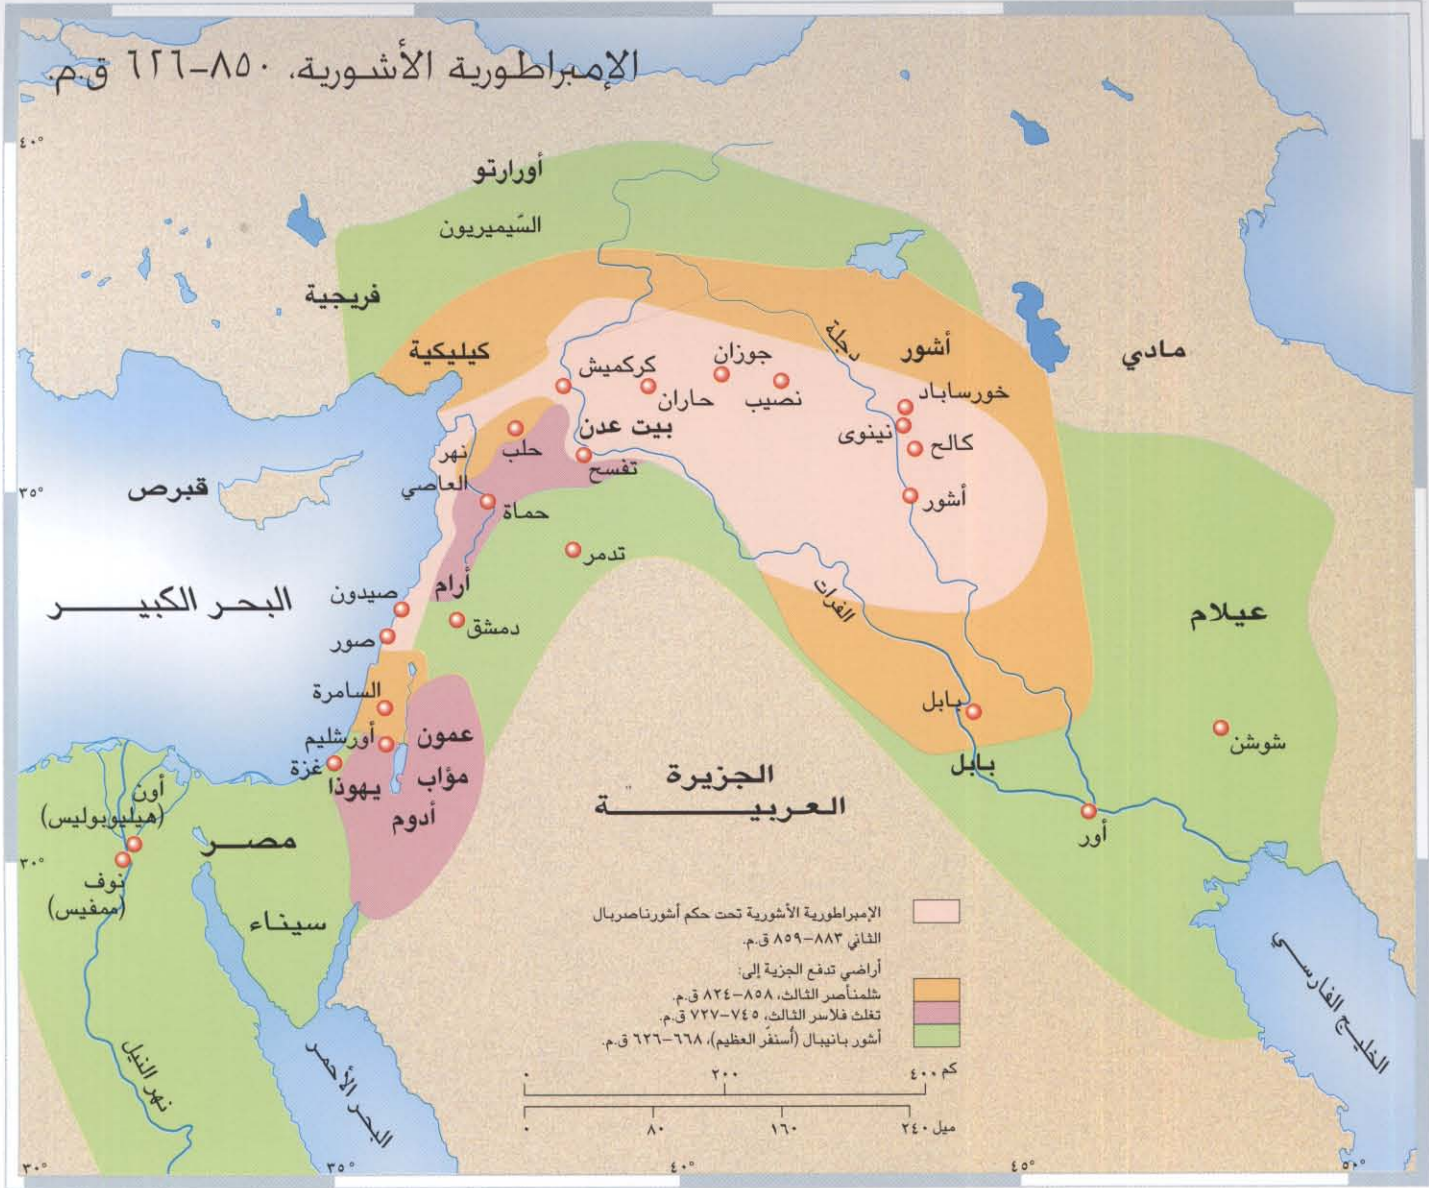 الإمبراطورية الأشورية، ٨٥٠–٦٢٦ ق.م.
٤٠°
أورارتو
السّيميريون
فريجية
كيليكية
دجلة
أشور
مادي
جوزان
كركميش
خورساباد
حاران
نصيب
بيت عدن
نينوى
كالح
نهر
العاصي
حلب
تفسح
قبرص
٣٥°
حماة
أشور
تدمر
أرام
صيدون
الفرات
البحر الكبير
عيلام
دمشق
صور
السامرة
بابل
أورشليم
عمون
شوشن
غزة
يهوذا
مؤاب
أدوم
بابل
الجزيرة
العربية
أون
(هيليوبوليس)
مصر
أور
٣٠°
نوف
(ممفيس)
سيناء
الإمبراطورية الأشورية تحت حكم أشورناصربال
الثاني ٨٨٣–٨٥٩ ق.م.
أراضي تدفع الجزية إلى:
شلمنأصر الثالث، ٨٥٨–٨٢٤ ق.م.
تغلث فلاسر الثالث، ٧٤٥–٧٢٧ ق.م.
أشور بانيبال (أسنفّر العظيم)، ٦٦٨–٦٢٦ ق.م.
الخليج الفارسي
نهر النيل
البحر الأحمر
٠ ٢٠٠ ٤٠٠ كم
٠ ٨٠ ١٦٠ ٢٤٠ ميل
٣٠° ٣٥° ٤٠° ٤٥° ٥٠°